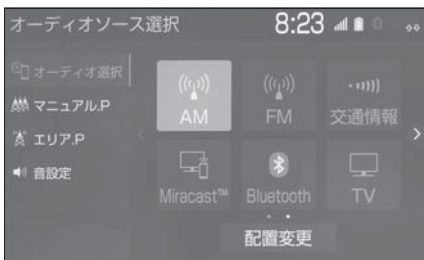 オーディオソース選択 8:23
オーディオ選択
マニュアル.P
エリア.P
音設定
AM
FM
交通情報
Miracast™
Bluetooth
TV
配置変更